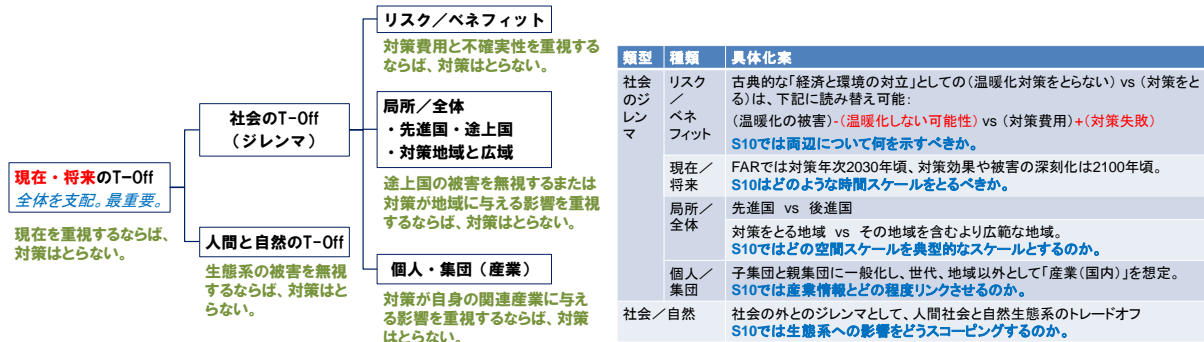 リスク／ベネフィット
対策費用と不確実性を重視する
ならば、対策はとらない。
社会のT-Off
（ジレンマ）
局所／全体
・先進国・途上国
・対策地域と広域
途上国の被害を無視するまたは
対策が地域に与える影響を重視
するならば、対策はとらない。
現在・将来のT-Off
全体を支配。最重要。
現在を重視するならば、
対策はとらない。
人間と自然のT-Off
生態系の被害を無視
するならば、対策はと
らない。
個人・集団（産業）
対策が自身の関連産業に与え
る影響を重視するならば、対策
はとらない。
類型 種類 具体化案
社会
のジ
レン
マ
リスク
／
ベネ
フィット
古典的な「経済と環境の対立」としての（温暖化対策をとらない） vs （対策をと
る）は、下記に読み替え可能：
（温暖化の被害）-（温暖化しない可能性） vs （対策費用）+（対策失敗）
S10では両辺について何を示すべきか。
現在／
将来
FARでは対策年次2030年頃、対策効果や被害の深刻化は2100年頃。
S10はどのような時間スケールをとるべきか。
局所／
全体
先進国 vs 後進国
対策をとる地域 vs その地域を含むより広範な地域。
S10ではどの空間スケールを典型的なスケールとするのか。
個人／
集団
子集団と親集団に一般化し、世代、地域以外として「産業（国内）」を想定。
S10では産業情報とどの程度リンクさせるのか。
社会／自然
社会の外とのジレンマとして、人間社会と自然生態系のトレードオフ
S10では生態系への影響をどうスコーピングするのか。